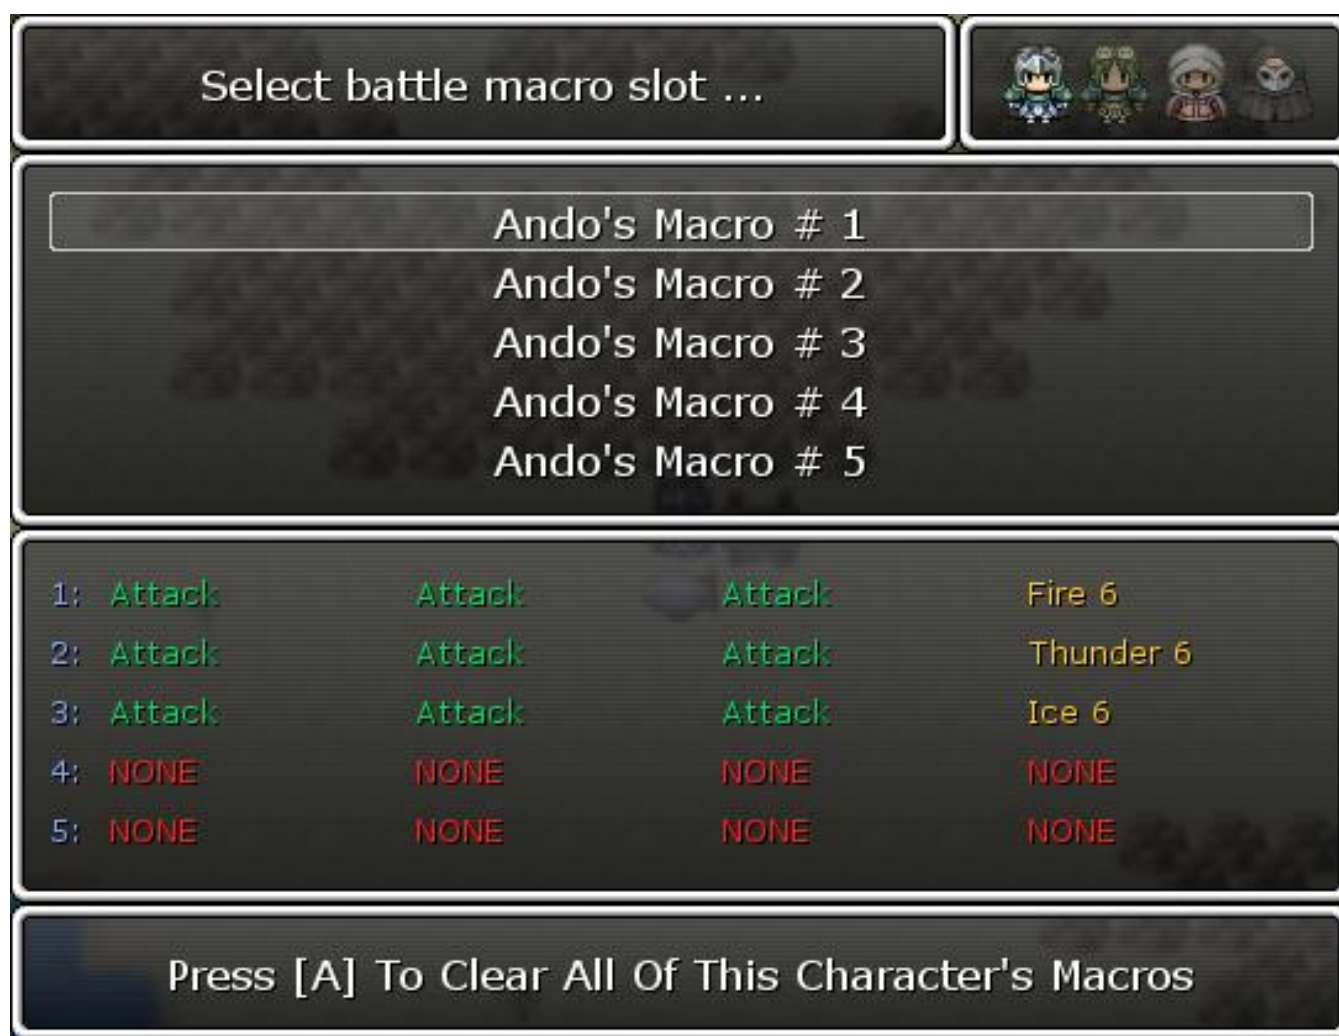 Select battle macro slot ...
Ando's Macro # 1
Ando's Macro # 2
Ando's Macro # 3
Ando's Macro # 4
Ando's Macro # 5
1: Attack Attack Attack Fire 6
2: Attack Attack Attack Thunder 6
3: Attack Attack Attack Ice 6
4: NONE NONE NONE NONE
5: NONE NONE NONE NONE
Press [A] To Clear All Of This Character's Macros